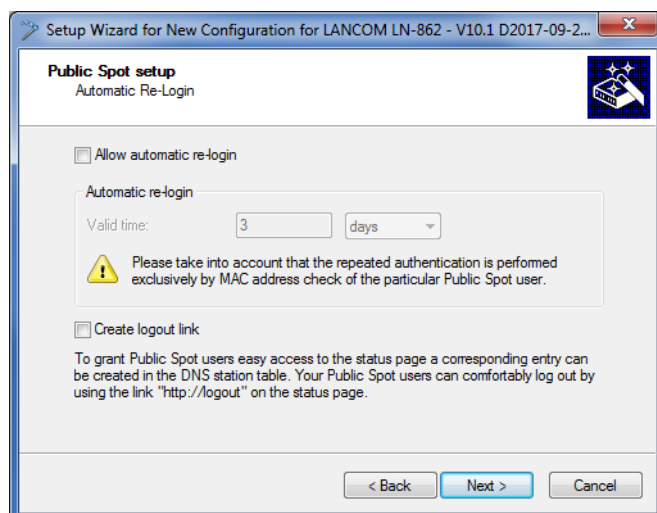 Setup Wizard for New Configuration for LANCOM LN-862 - V10.1 D2017-09-2...
Public Spot setup
Automatic Re-Login
Allow automatic re-login
Automatic re-login
Valid time:
3
days
Please take into account that the repeated authentication is performed
exclusively by MAC address check of the particular Public Spot user.
Create logout link
To grant Public Spot users easy access to the status page a corresponding entry can
be created in the DNS station table. Your Public Spot users can comfortably log out by
using the link "http://logout" on the status page.
< Back
Next >
Cancel